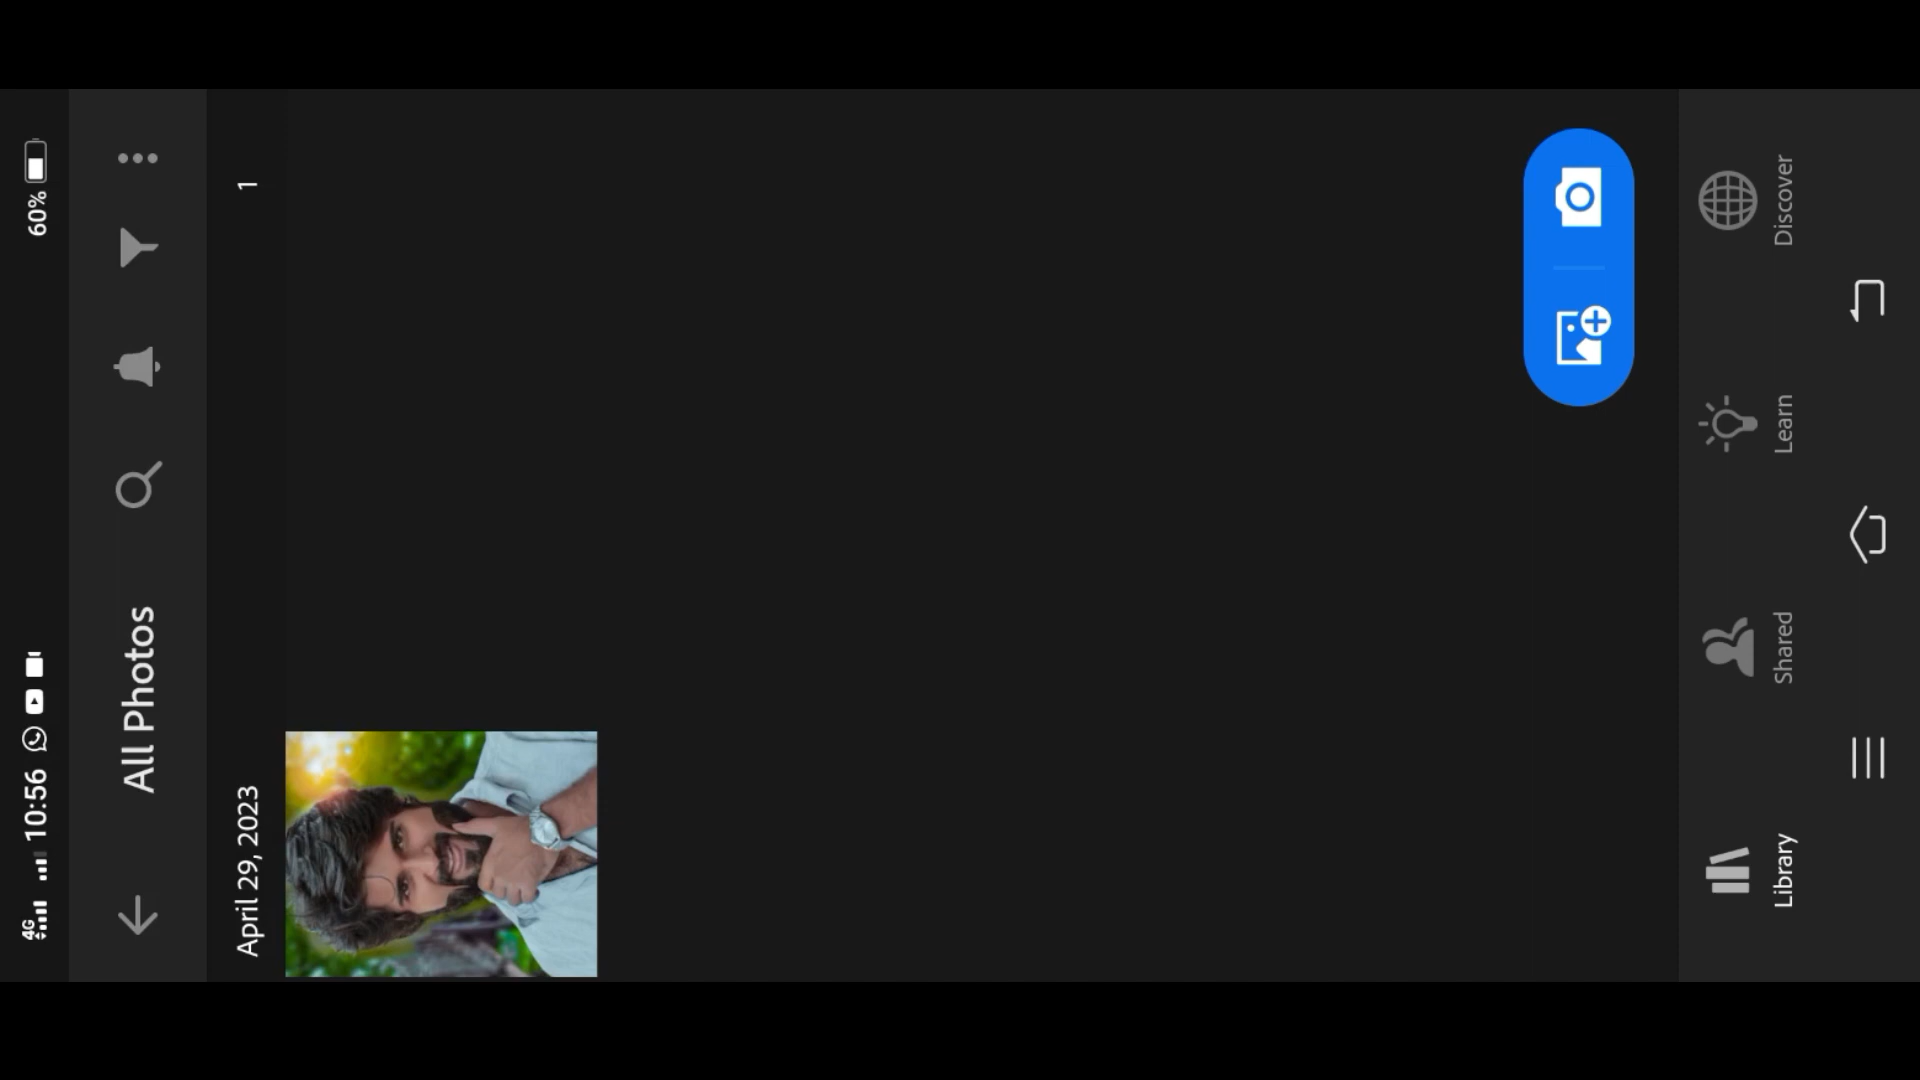 4G 10:56 60%
All Photos
April 29, 2023 1
Library Shared Learn Discover